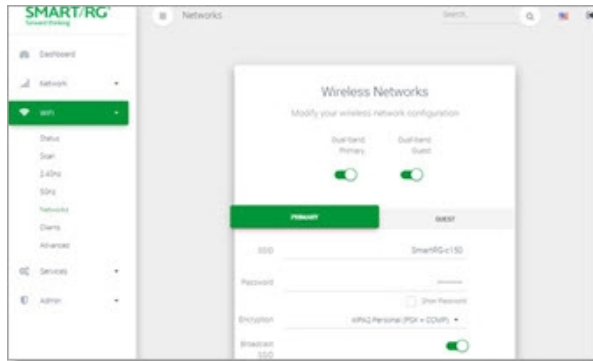 SMART/RG
forward thinking
Networks
Search...
Dashboard
Network
WiFi
Status
Scan
2.4GHz
5GHz
Networks
Clients
Advanced
Services
Admin
Wireless Networks
Modify your wireless network configuration
Dual-band Primary
Dual-band Guest
PRIMARY
GUEST
SSID
SmartRG-c150
Password
Show Password
Encryption
WPA2 Personal (PSK + CCMP)
Broadcast
SSID